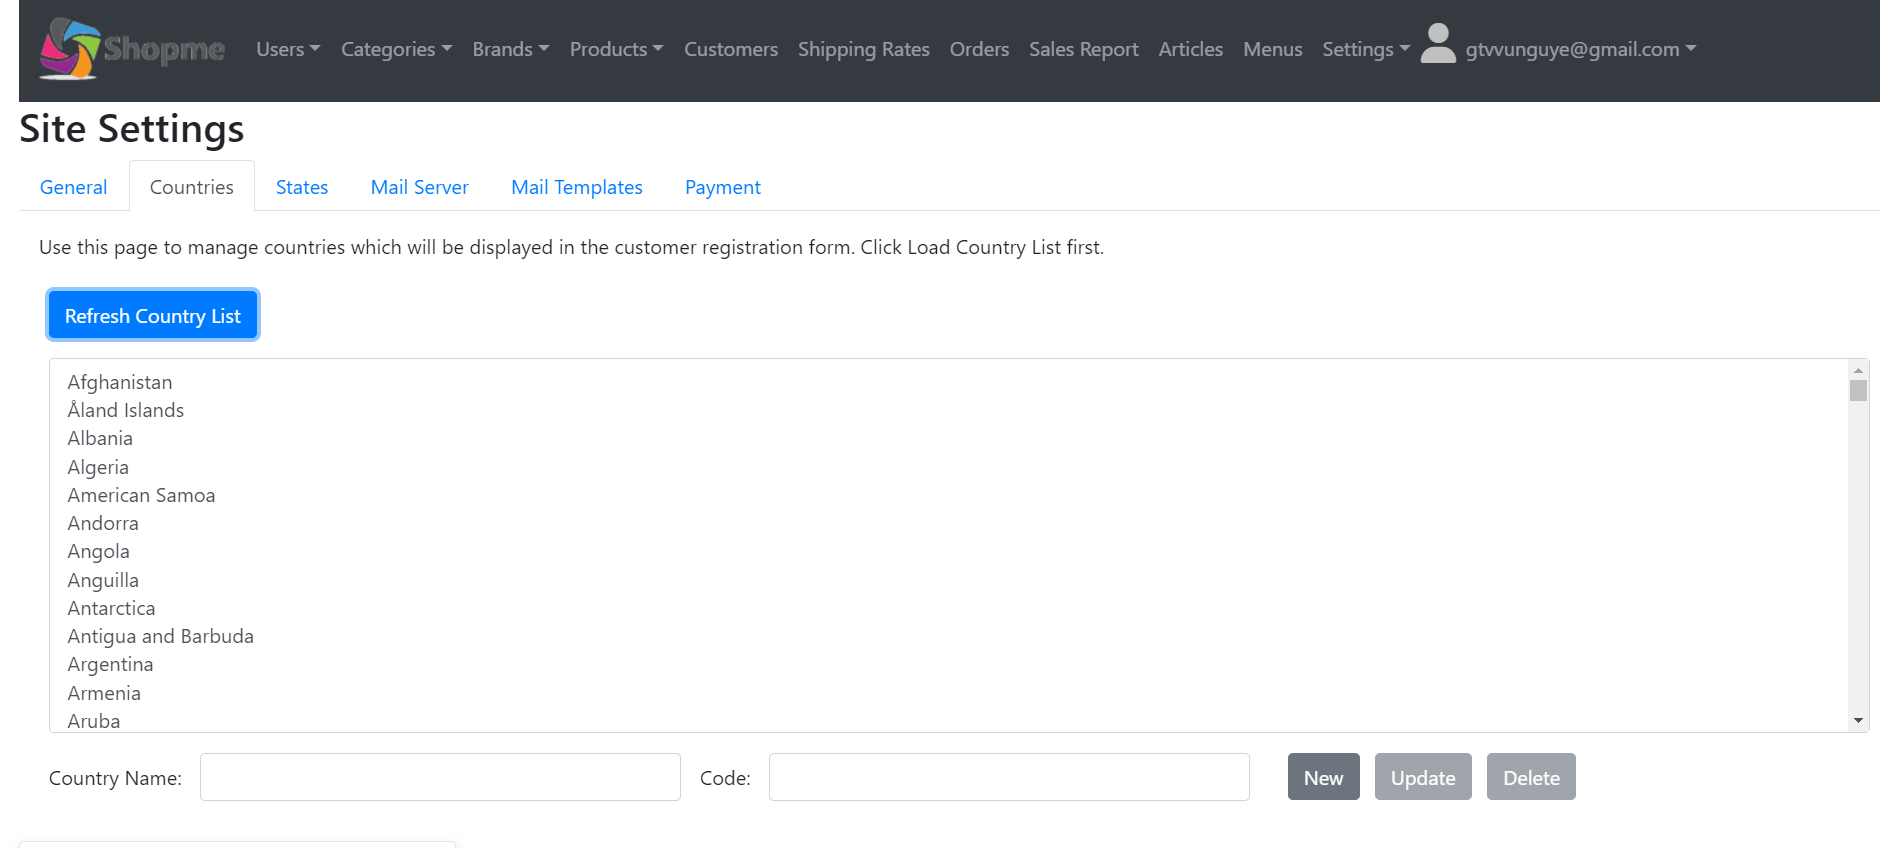 Shopme Users Categories Brands Products Customers Shipping Rates Orders Sales Report Articles Menus Settings gtvvunguye@gmail.com
Site Settings
General Countries States Mail Server Mail Templates Payment
Use this page to manage countries which will be displayed in the customer registration form. Click Load Country List first.
Refresh Country List
Afghanistan
Åland Islands
Albania
Algeria
American Samoa
Andorra
Angola
Anguilla
Antarctica
Antigua and Barbuda
Argentina
Armenia
Aruba
Country Name: Code: New Update Delete